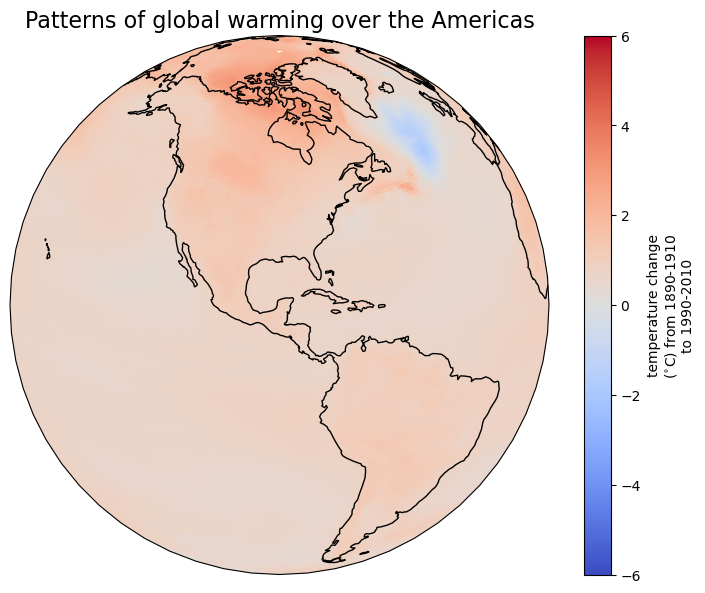 Patterns of global warming over the Americas
6
4
2
0
−2
−4
−6
temperature change
(°C) from 1890-1910
to 1990-2010